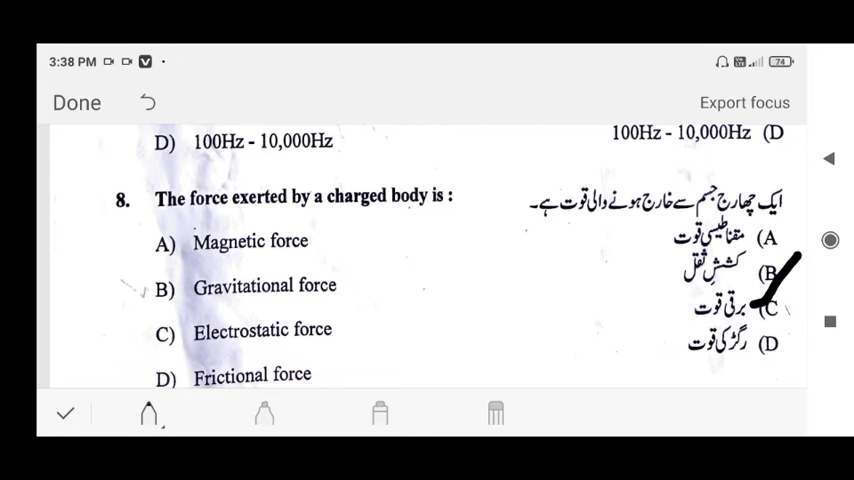 3:38 PM
74
Done
Export focus
D) 100Hz - 10,000Hz
100Hz - 10,000Hz (D
8. The force exerted by a charged body is :
ایک چھارج جسم سے خارج ہونے والی قوت ہے۔
A) Magnetic force
مقناطیسی قوت (A
B) Gravitational force
کششِ ثقل (B
C) Electrostatic force
برقی قوت (C
D) Frictional force
رگڑ کی قوت (D